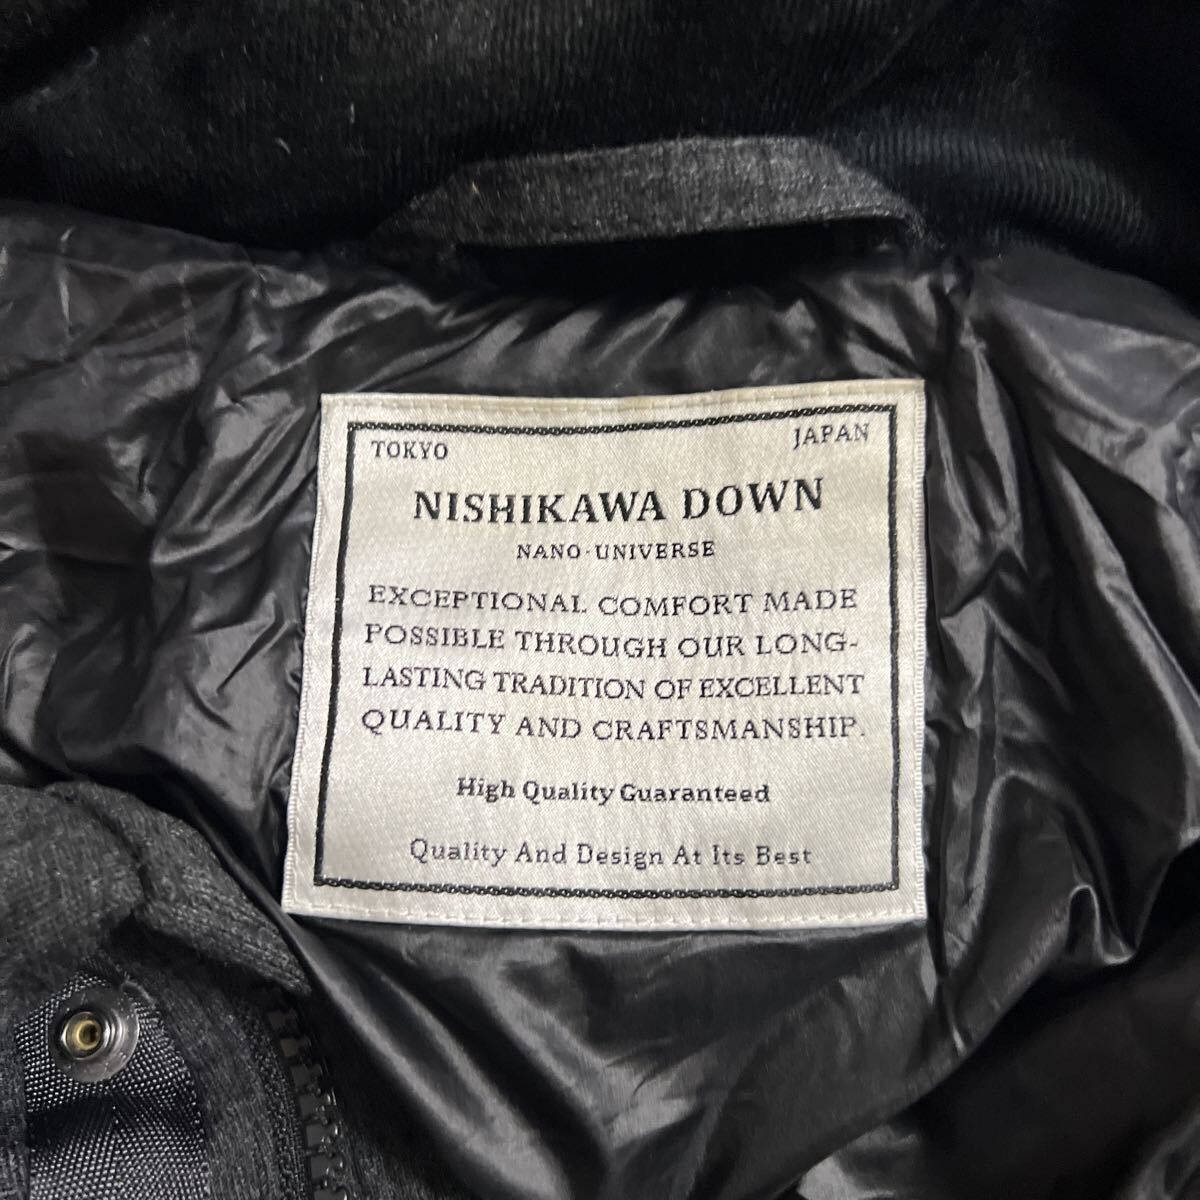 TOKYO JAPAN
NISHIKAWA DOWN
NANO·UNIVERSE
EXCEPTIONAL COMFORT MADE
POSSIBLE THROUGH OUR LONG-
LASTING TRADITION OF EXCELLENT
QUALITY AND CRAFTSMANSHIP.
High Quality Guaranteed
Quality And Design At Its Best